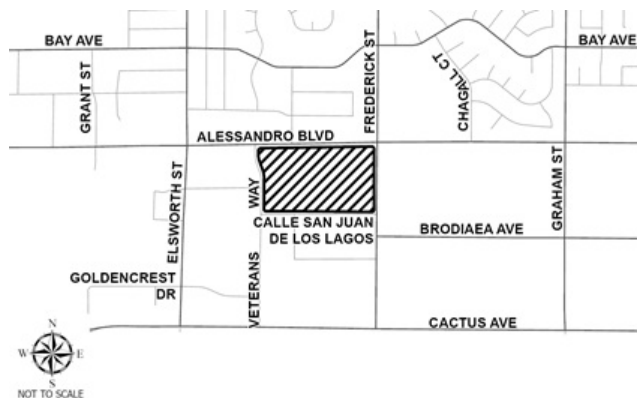 BAY AVE
BAY AVE
GRANT ST
FREDERICK ST
CHAGALL CT
ALESSANDRO BLVD
ELSWORTH ST
VETERANS WAY
GRAHAM ST
CALLE SAN JUAN
DE LOS LAGOS
BRODIAEA AVE
GOLDENCREST
DR
CACTUS AVE
N
W E
S
NOT TO SCALE